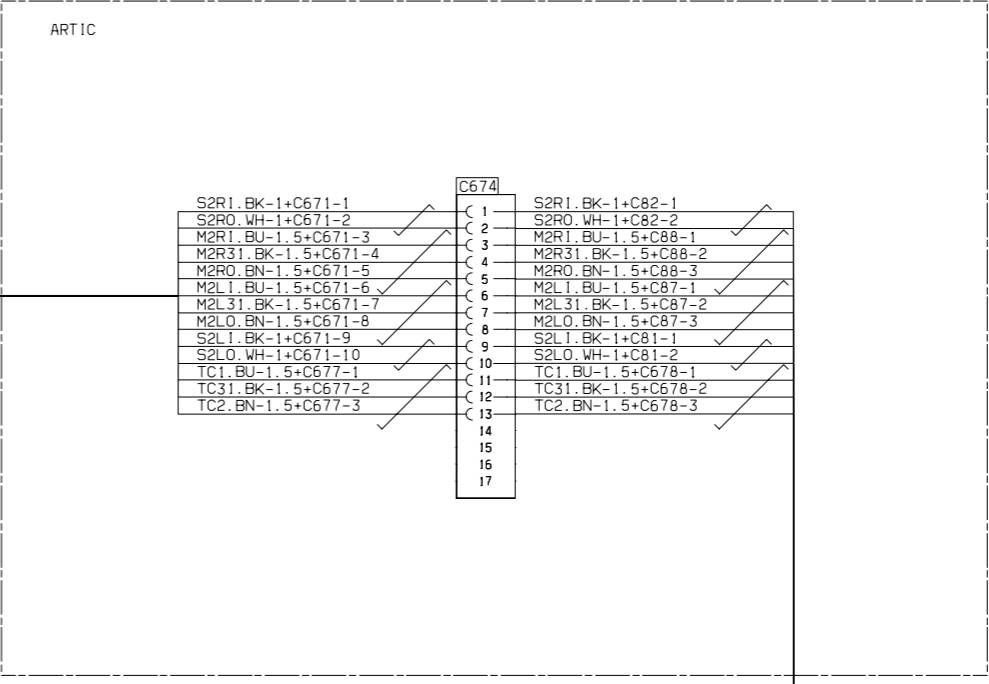 ARTIC
C674
S2RI.BK-1+C671-1 1 S2RI.BK-1+C82-1
S2RO.WH-1+C671-2 2 S2RO.WH-1+C82-2
M2RI.BU-1.5+C671-3 3 M2RI.BU-1.5+C88-1
M2R31.BK-1.5+C671-4 4 M2R31.BK-1.5+C88-2
M2RO.BN-1.5+C671-5 5 M2RO.BN-1.5+C88-3
M2LI.BU-1.5+C671-6 6 M2LI.BU-1.5+C87-1
M2L31.BK-1.5+C671-7 7 M2L31.BK-1.5+C87-2
M2LO.BN-1.5+C671-8 8 M2LO.BN-1.5+C87-3
S2LI.BK-1+C671-9 9 S2LI.BK-1+C81-1
S2LO.WH-1+C671-10 10 S2LO.WH-1+C81-2
TC1.BU-1.5+C677-1 11 TC1.BU-1.5+C678-1
TC31.BK-1.5+C677-2 12 TC31.BK-1.5+C678-2
TC2.BN-1.5+C677-3 13 TC2.BN-1.5+C678-3
14
15
16
17